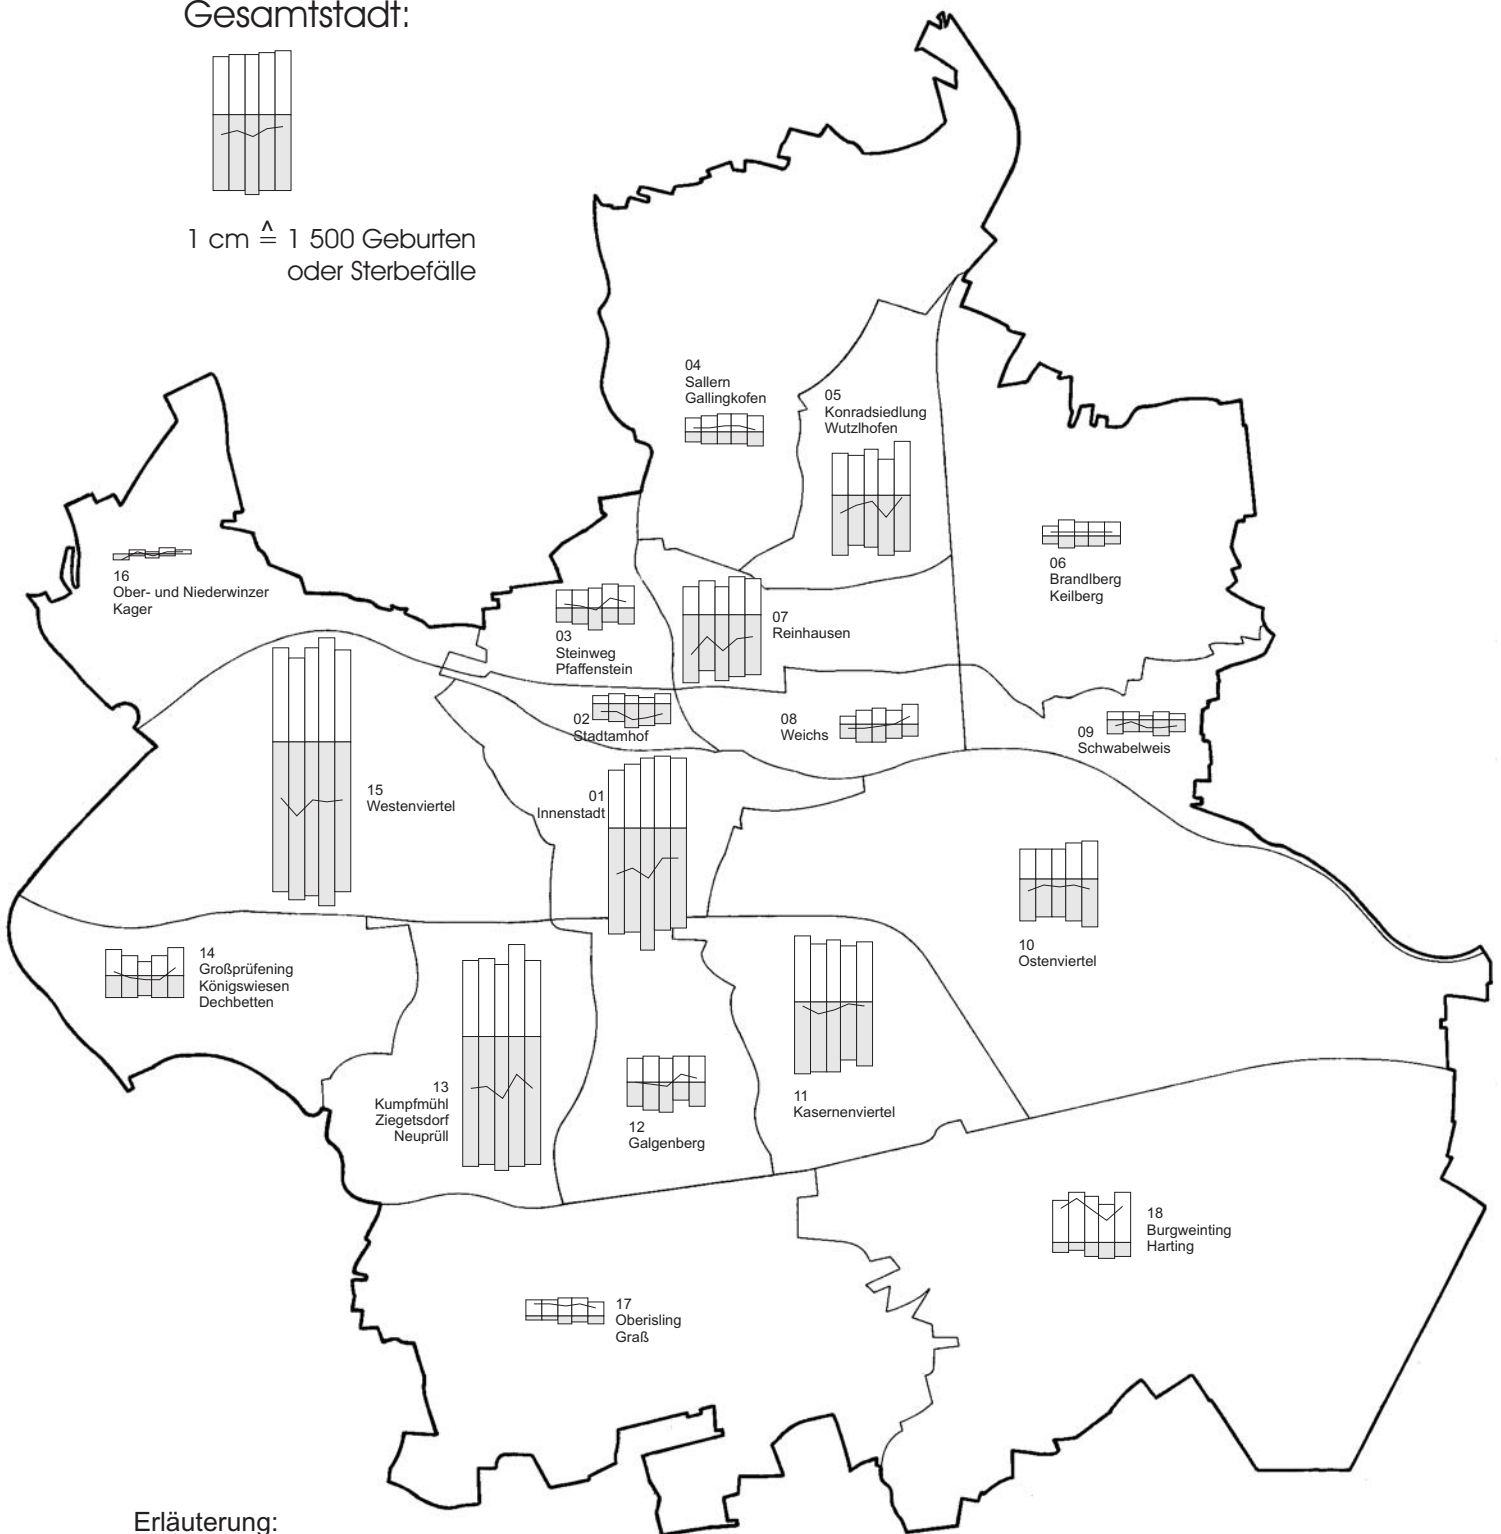 Gesamtstadt:
1 cm ≙ 1 500 Geburten
oder Sterbefälle
04
Sallern
Gallingkofen
05
Konradsiedlung
Wutzlhofen
06
Brandlberg
Keilberg
16
Ober- und Niederwinzer
Kager
03
Steinweg
Pfaffenstein
07
Reinhausen
02
Stadtamhof
08
Weichs
09
Schwabelweis
15
Westenviertel
01
Innenstadt
10
Ostenviertel
14
Großprüfening
Königswiesen
Dechbetten
13
Kumpfmühl
Ziegetsdorf
Neuprüll
12
Galgenberg
11
Kasernenviertel
18
Burgweinting
Harting
17
Oberisling
Graß
Erläuterung: